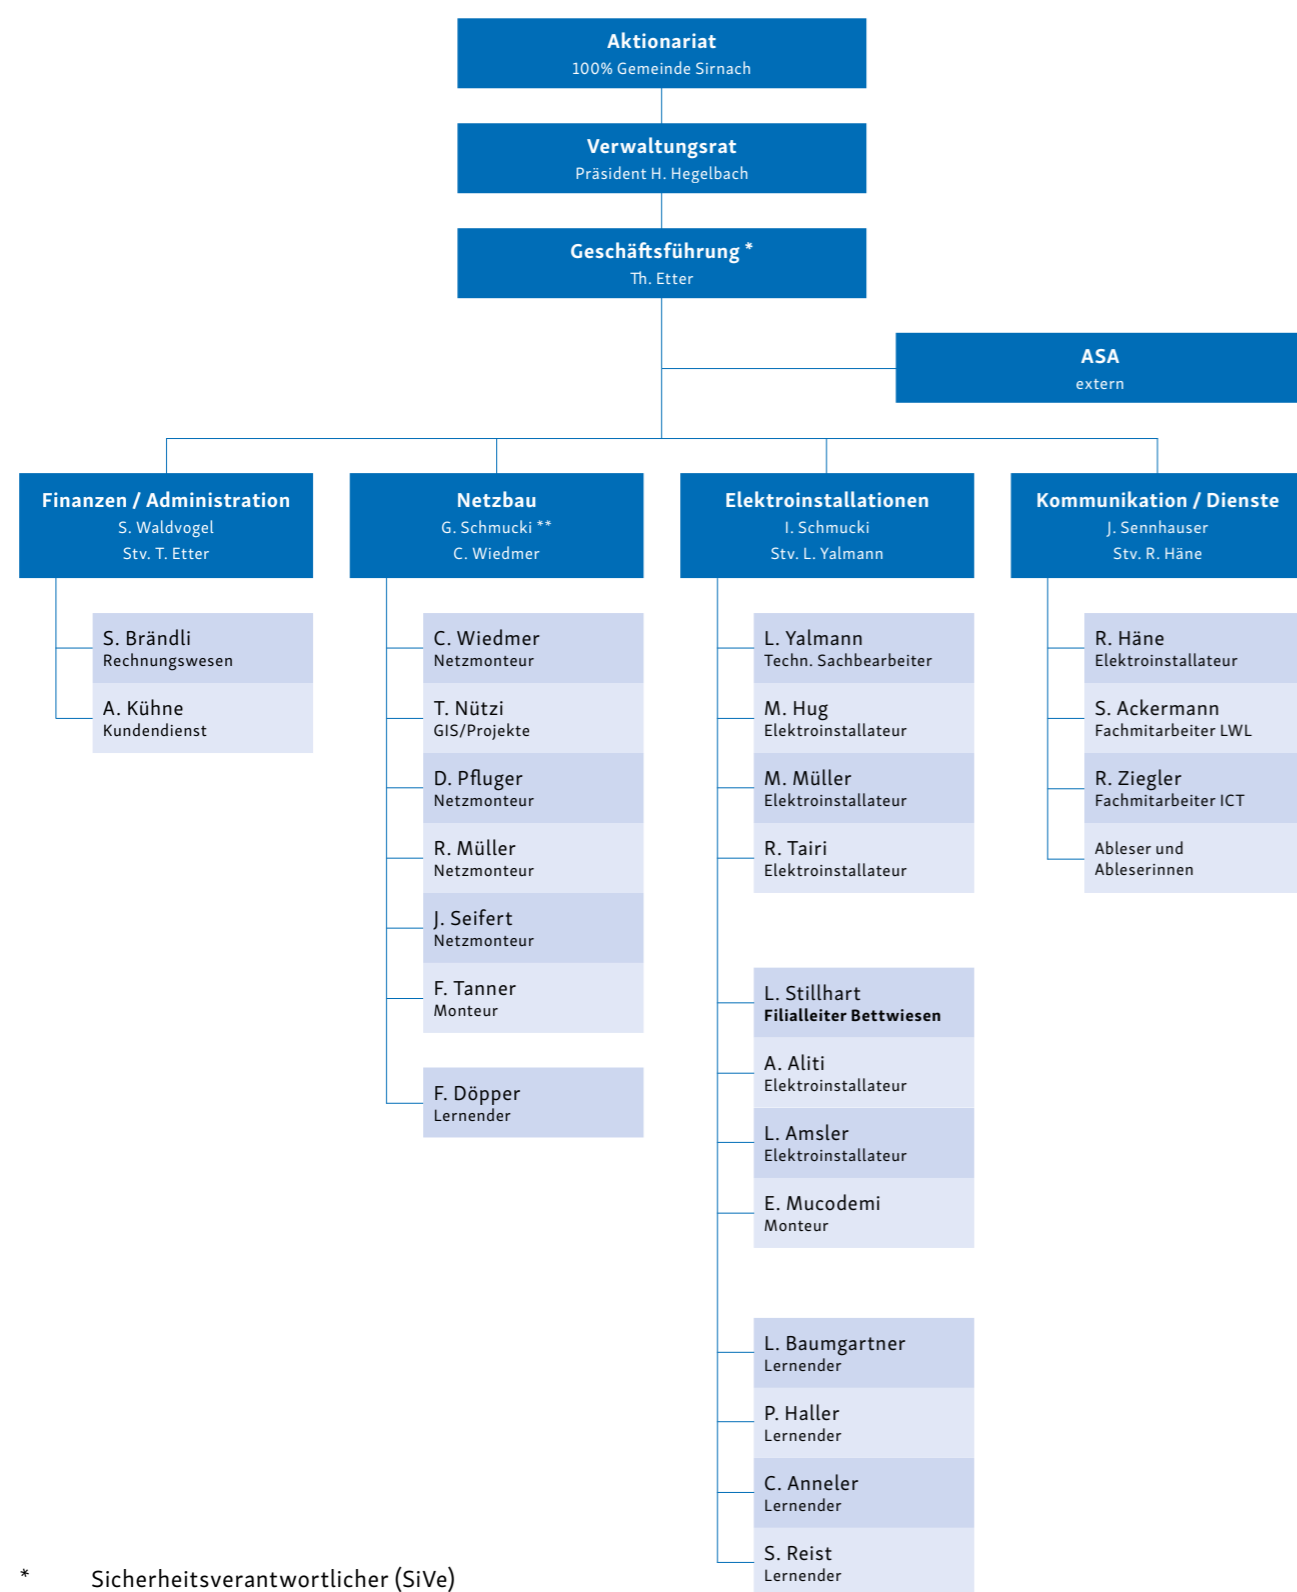 Aktionariat
100% Gemeinde Sirnach
Verwaltungsrat
Präsident H. Hegelbach
Geschäftsführung *
Th. Etter
ASA
extern
Finanzen / Administration
S. Waldvogel
Stv. T. Etter
Netzbau
G. Schmucki **
C. Wiedmer
Elektroinstallationen
I. Schmucki
Stv. L. Yalmann
Kommunikation / Dienste
J. Sennhauser
Stv. R. Häne
S. Brändli
Rechnungswesen
A. Kühne
Kundendienst
C. Wiedmer
Netzmonteur
T. Nützi
GIS/Projekte
D. Pfluger
Netzmonteur
R. Müller
Netzmonteur
J. Seifert
Netzmonteur
F. Tanner
Monteur
F. Döpper
Lernender
L. Yalmann
Techn. Sachbearbeiter
M. Hug
Elektroinstallateur
M. Müller
Elektroinstallateur
R. Tairi
Elektroinstallateur
L. Stillhart
Filialleiter Bettwiesen
A. Aliti
Elektroinstallateur
L. Amsler
Elektroinstallateur
E. Mucodemi
Monteur
L. Baumgartner
Lernender
P. Haller
Lernender
C. Anneler
Lernender
S. Reist
Lernender
R. Häne
Elektroinstallateur
S. Ackermann
Fachmitarbeiter LWL
R. Ziegler
Fachmitarbeiter ICT
Ableser und
Ableserinnen
* Sicherheitsverantwortlicher (SiVe)